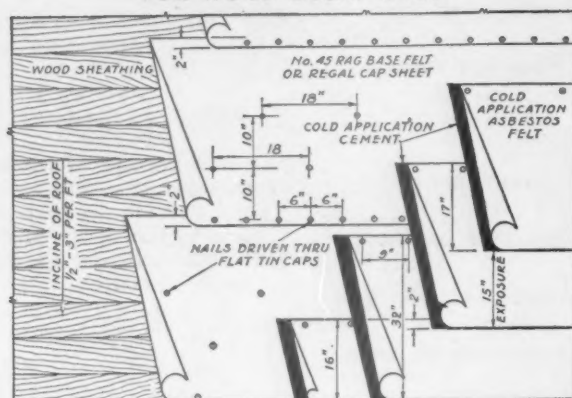 No. 45 RAG BASE FELT
OR REGAL CAP SHEET
WOOD SHEATHING
2"
18"
COLD
APPLICATION
ASBESTOS
FELT
COLD APPLICATION
CEMENT
10"
18
10"
2"
6" 6"
17"
INCLINE OF ROOF
1/2"-3" PER FT.
NAILS DRIVEN THRU
FLAT TIN CAPS
9"
32"
2"
15"
EXPOSURE
16"